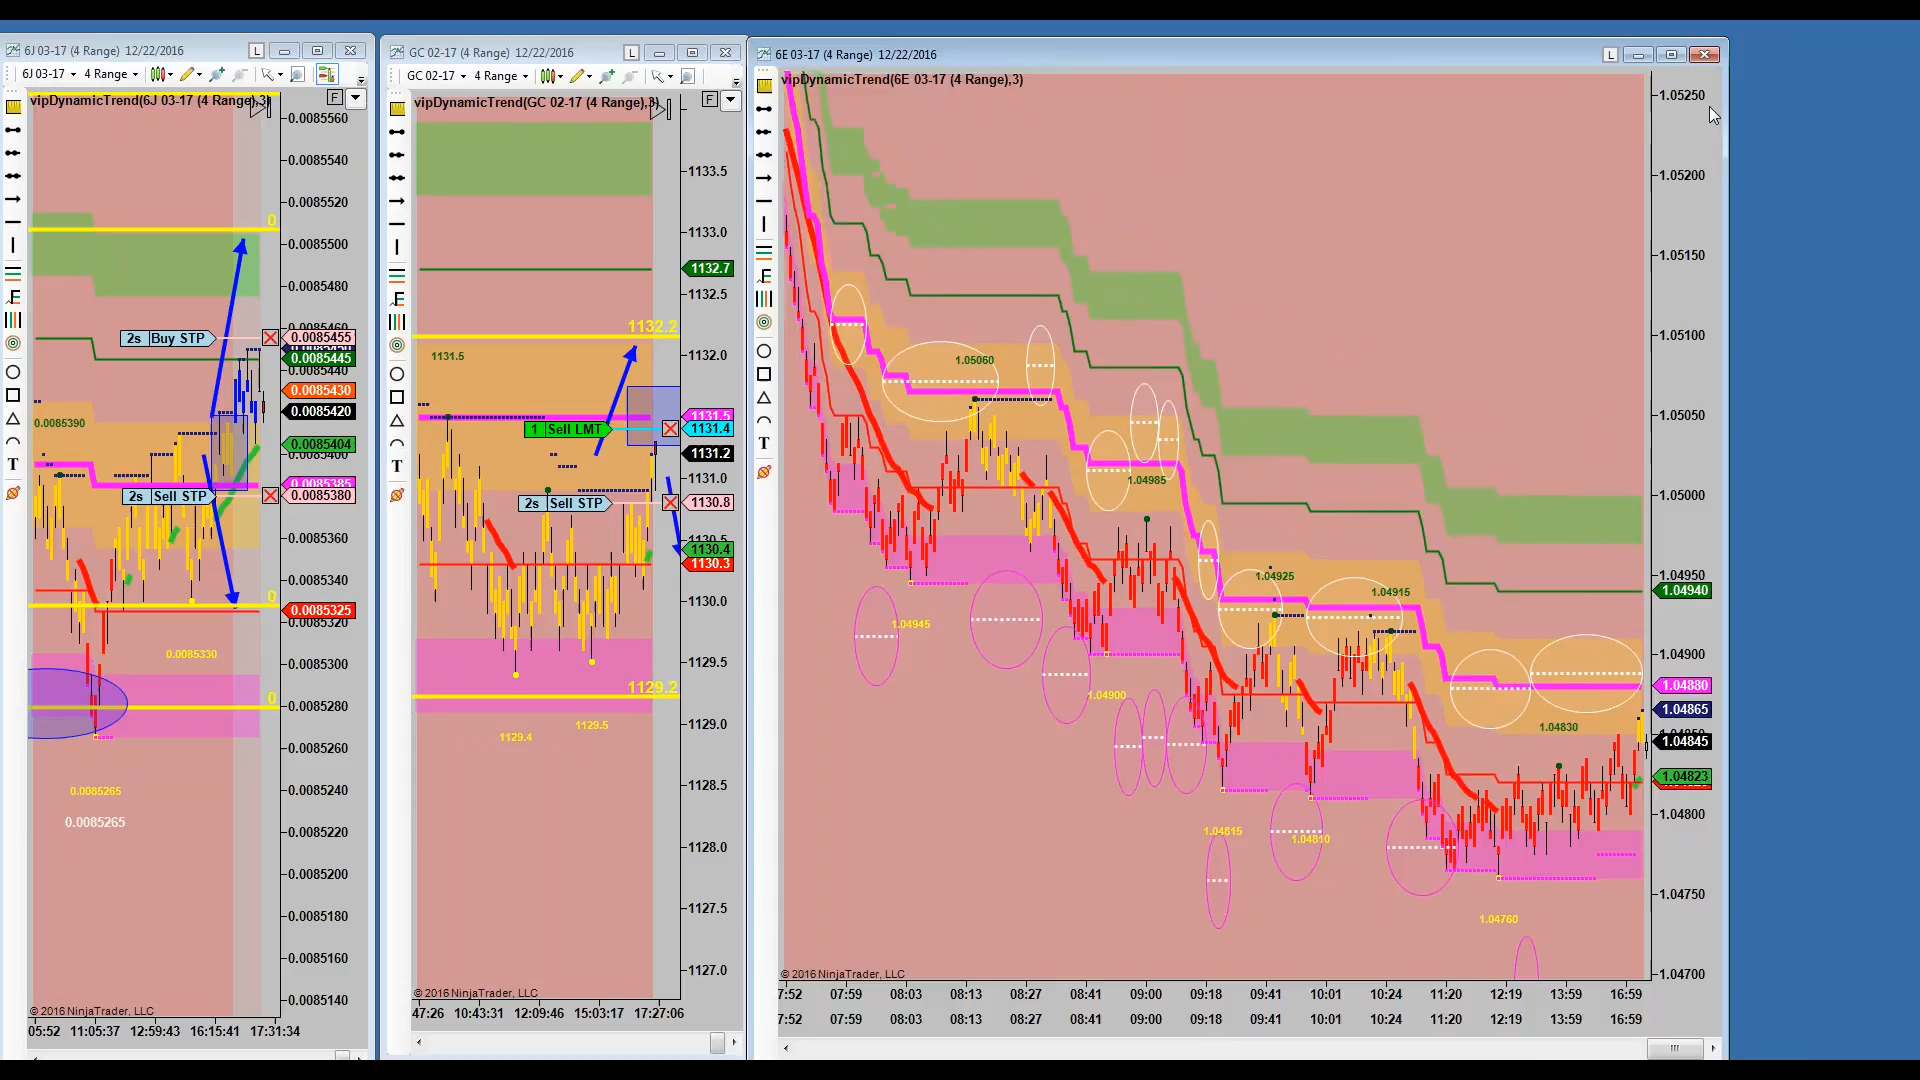 6J 03-17 (4 Range) 12/22/2016
L
6J 03-17
4 Range
vipDynamicTrend(6J 03-17 (4 Range),3)
F
T
0
0
0
2s Buy STP
2s Sell STP
0.0085390
0.0085330
0.0085265
0.0085265
0.0085560
0.0085540
0.0085520
0.0085500
0.0085480
0.0085455
0.0085445
0.0085440
0.0085430
0.0085420
0.0085404
0.0085385
0.0085380
0.0085360
0.0085340
0.0085325
0.0085320
0.0085300
0.0085280
0.0085260
0.0085240
0.0085220
0.0085200
0.0085180
0.0085160
0.0085140
© 2016 NinjaTrader, LLC
05:52 11:05:37 12:59:43 16:15:41 17:31:34
GC 02-17 (4 Range) 12/22/2016
L
GC 02-17
4 Range
vipDynamicTrend(GC 02-17 (4 Range),3)
F
T
1132.2
1131.5
1 Sell LMT
2s Sell STP
1129.2
1129.4
1129.5
1133.5
1133.0
1132.7
1132.5
1132.0
1131.5
1131.4
1131.2
1131.0
1130.8
1130.4
1130.3
1130.0
1129.5
1129.0
1128.5
1128.0
1127.5
1127.0
© 2016 NinjaTrader, LLC
47:26 10:43:31 12:09:46 15:03:17 17:27:06
6E 03-17 (4 Range) 12/22/2016
L
vipDynamicTrend(6E 03-17 (4 Range),3)
T
1.05060
1.04985
1.04925
1.04915
1.04945
1.04900
1.04830
1.04815
1.04810
1.04760
1.05250
1.05200
1.05150
1.05100
1.05050
1.05000
1.04950
1.04940
1.04900
1.04880
1.04865
1.04845
1.04823
1.04800
1.04750
1.04700
© 2016 NinjaTrader, LLC
7:52 07:59 08:03 08:13 08:27 08:41 09:00 09:18 09:41 10:01 10:24 11:20 12:19 13:59 16:59
7:52 07:59 08:03 08:13 08:27 08:41 09:00 09:18 09:41 10:01 10:24 11:20 12:19 13:59 16:59